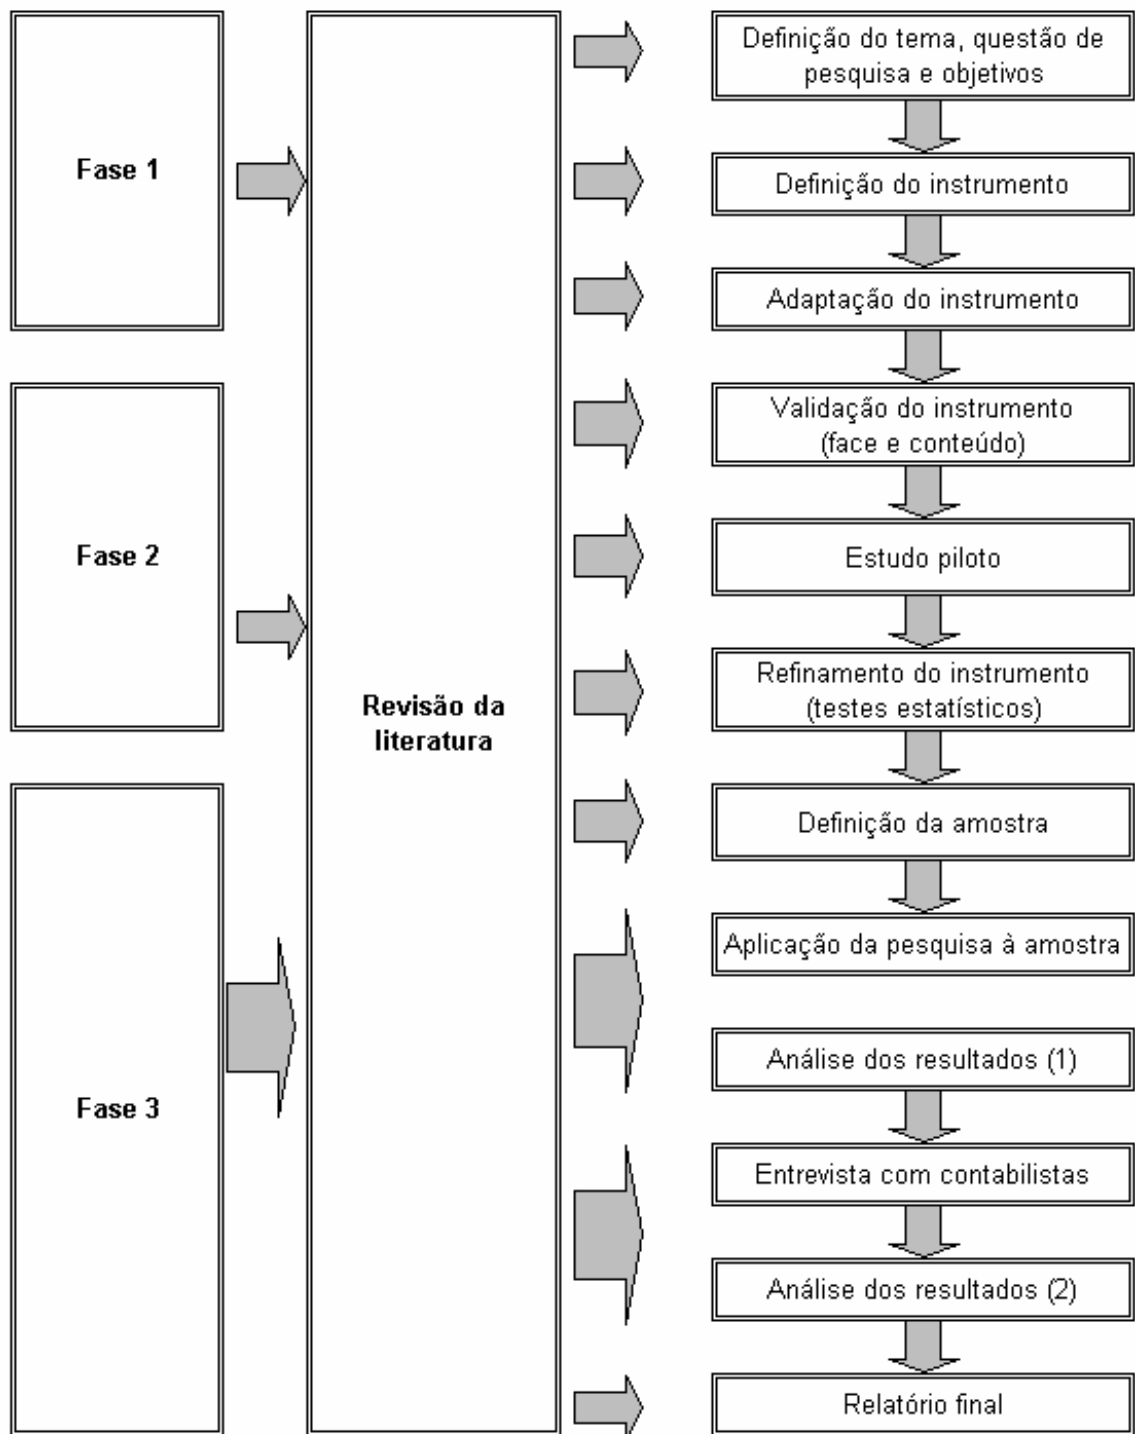 Fase 1
Fase 2
Fase 3
Revisão da
literatura
Definição do tema, questão de
pesquisa e objetivos
Definição do instrumento
Adaptação do instrumento
Validação do instrumento
(face e conteúdo)
Estudo piloto
Refinamento do instrumento
(testes estatísticos)
Definição da amostra
Aplicação da pesquisa à amostra
Análise dos resultados (1)
Entrevista com contabilistas
Análise dos resultados (2)
Relatório final